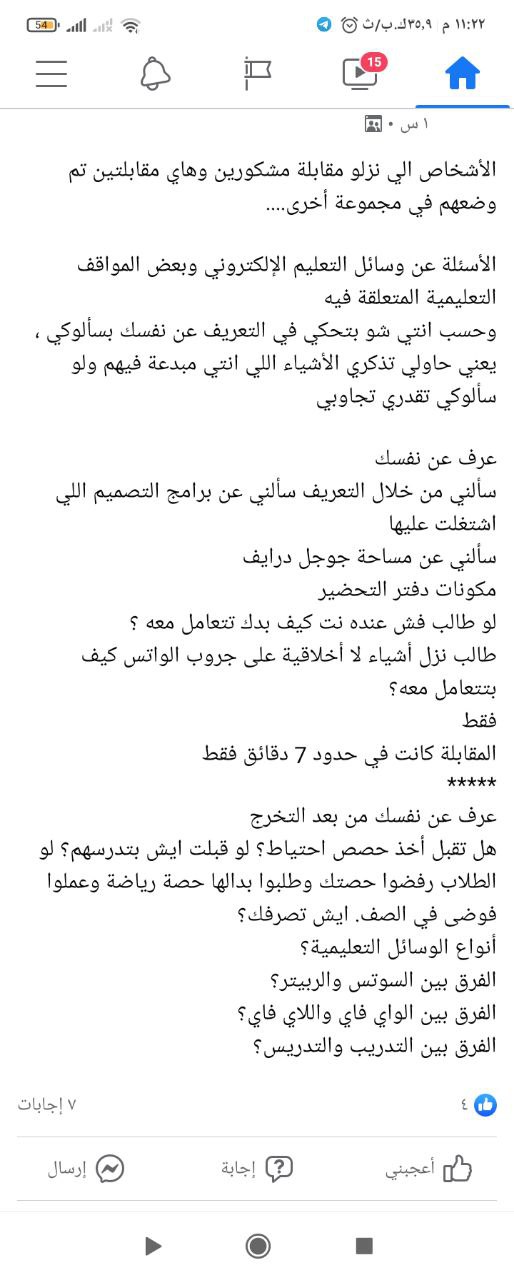 ١١:٢٢ م ٣٥,٩ك.ب/ث
54
15
١ س •
الأشخاص الي نزلو مقابلة مشكورين وهاي مقابلتين تم
وضعهم في مجموعة أخرى....
الأسئلة عن وسائل التعليم الإلكتروني وبعض المواقف
التعليمية المتعلقة فيه
وحسب انتي شو بتحكي في التعريف عن نفسك بسألوكي ،
يعني حاولي تذكري الأشياء اللي انتي مبدعة فيهم ولو
سألوكي تقدري تجاوبي
عرف عن نفسك
سألني من خلال التعريف سألني عن برامج التصميم اللي
اشتغلت عليها
سألني عن مساحة جوجل درايف
مكونات دفتر التحضير
لو طالب فش عنده نت كيف بدك تتعامل معه ؟
طالب نزل أشياء لا أخلاقية على جروب الواتس كيف
بتتعامل معه؟
فقط
المقابلة كانت في حدود 7 دقائق فقط
*****
عرف عن نفسك من بعد التخرج
هل تقبل أخذ حصص احتياط؟ لو قبلت ايش بتدرسهم؟ لو
الطلاب رفضوا حصتك وطلبوا بدالها حصة رياضة وعملوا
فوضى في الصف. ايش تصرفك؟
أنواع الوسائل التعليمية؟
الفرق بين السوتس والربيتر؟
الفرق بين الواي فاي واللاي فاي؟
الفرق بين التدريب والتدريس؟
٤
٧ إجابات
أعجبني
إجابة
إرسال